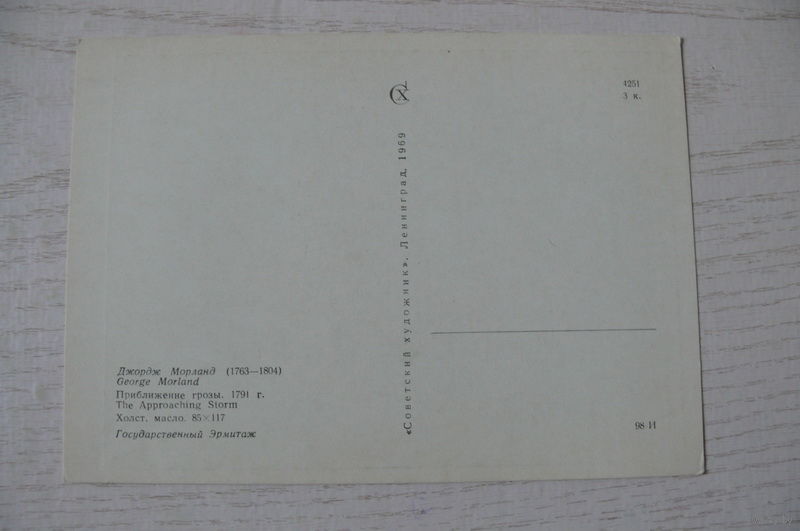 4251
3 к.
«Советский художник». Ленинград, 1969
Джордж Морланд (1763—1804)
George Morland
Приближение грозы. 1791 г.
The Approaching Storm
Холст, масло. 85×117
Государственный Эрмитаж
98-И